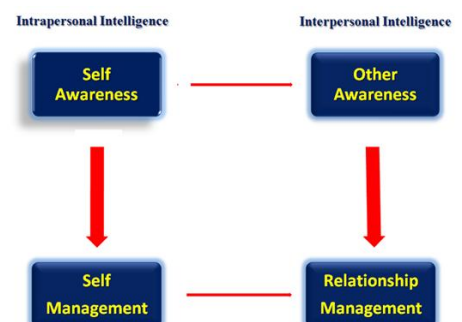 Intrapersonal Intelligence
Interpersonal Intelligence
Self
Awareness
Other
Awareness
Self
Management
Relationship
Management